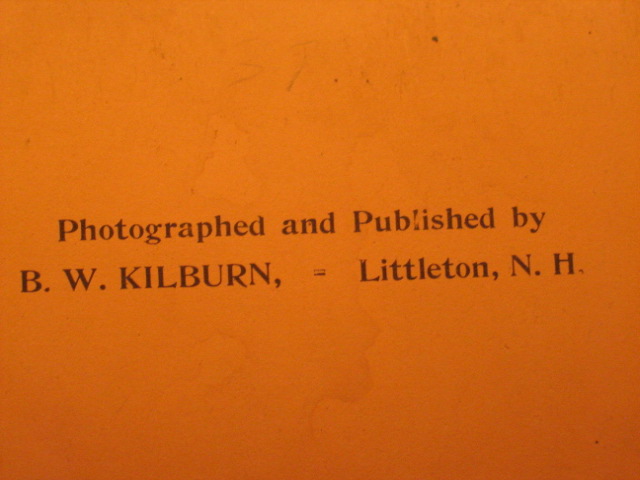 Photographed and Published by
B. W. KILBURN, - Littleton, N. H.